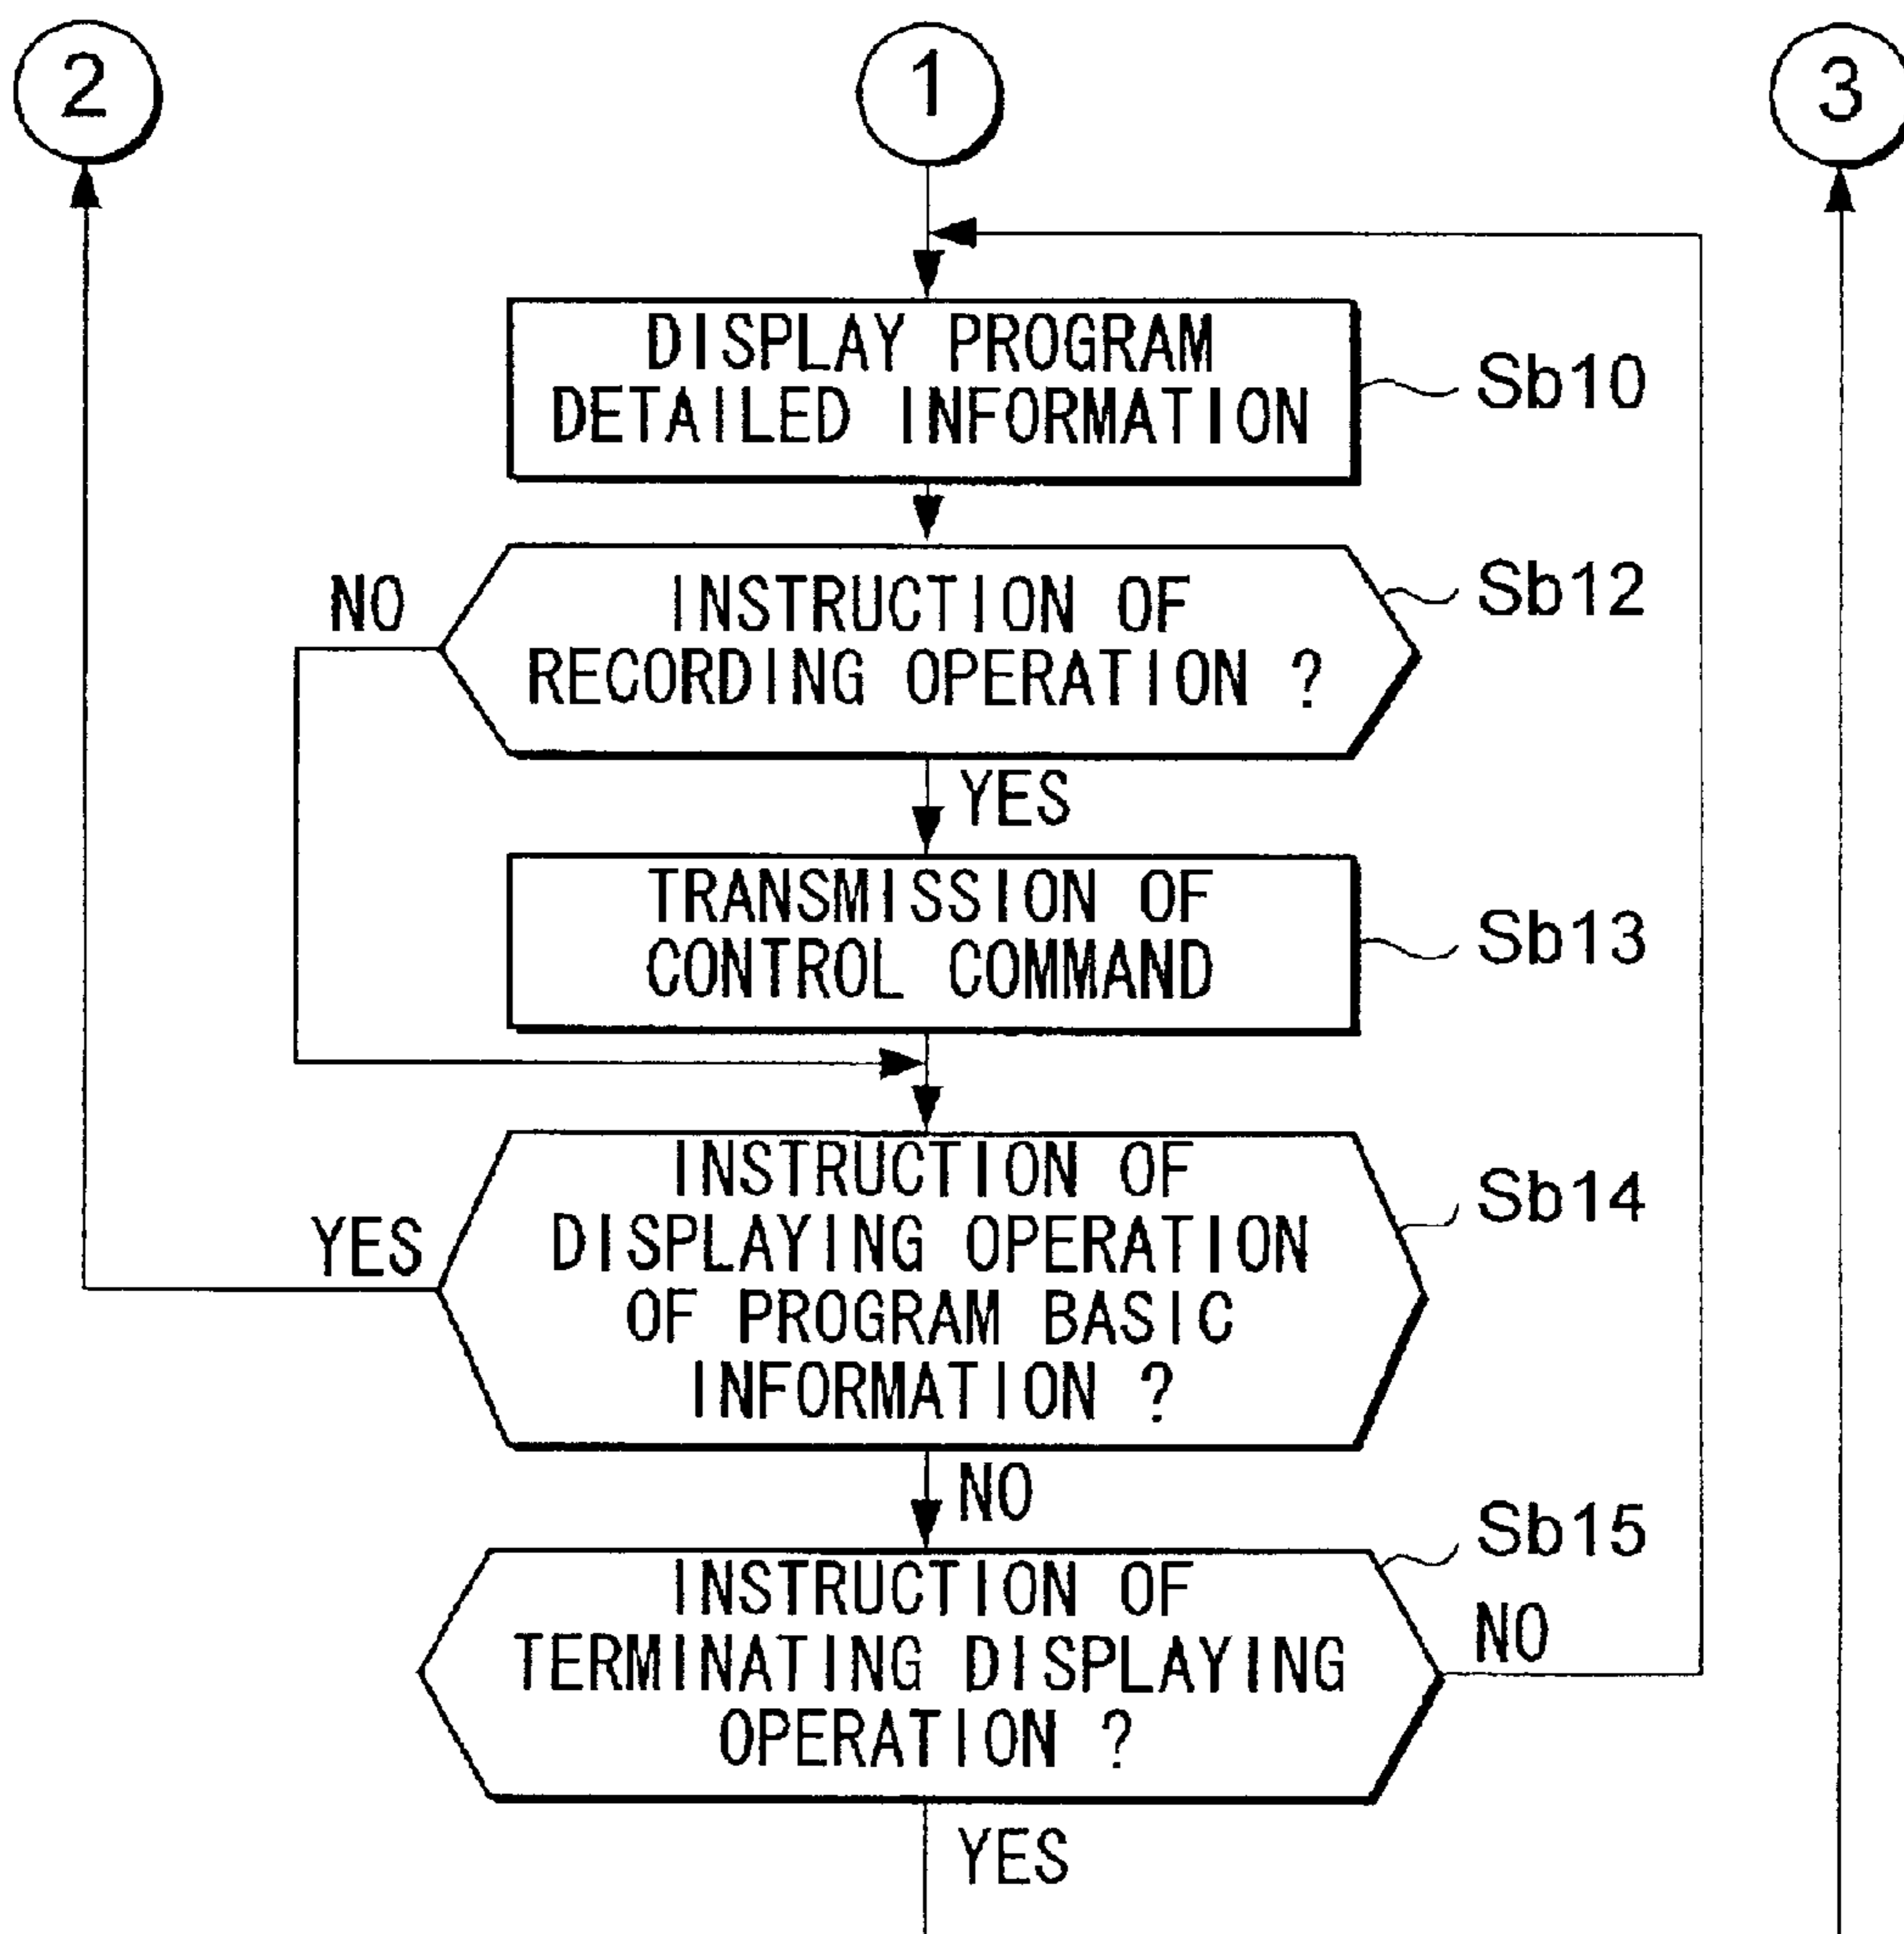 2
1
3
DISPLAY PROGRAM
DETAILED INFORMATION
Sb10
INSTRUCTION OF
RECORDING OPERATION ?
Sb12
NO
YES
TRANSMISSION OF
CONTROL COMMAND
Sb13
INSTRUCTION OF
DISPLAYING OPERATION
OF PROGRAM BASIC
INFORMATION ?
Sb14
YES
NO
INSTRUCTION OF
TERMINATING DISPLAYING
OPERATION ?
Sb15
NO
YES